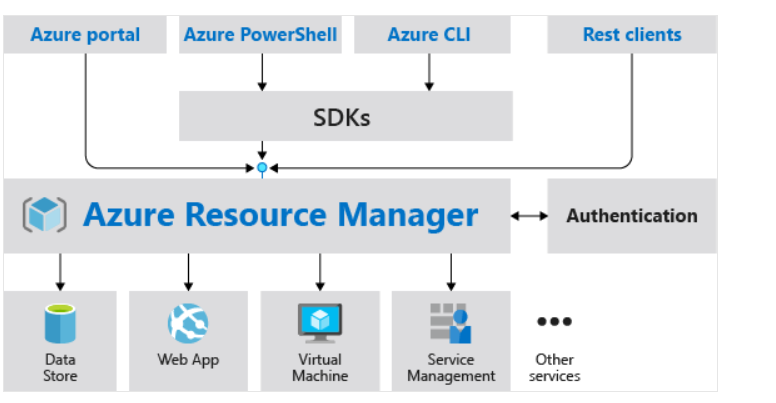 Azure portal
Azure PowerShell
Azure CLI
Rest clients
SDKs
Azure Resource Manager
Authentication
Data
Store
Web App
Virtual
Machine
Service
Management
Other
services